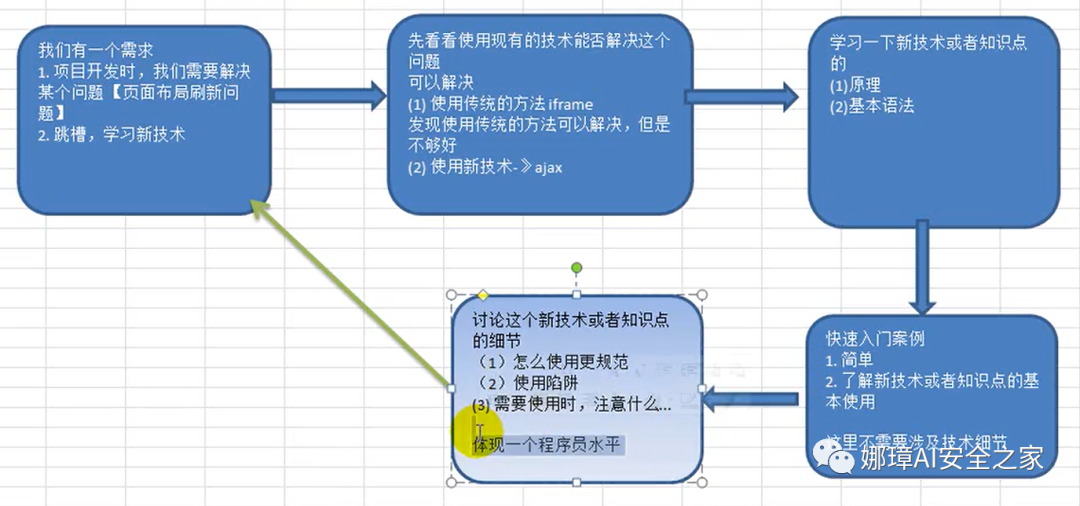 我们有一个需求
1. 项目开发时，我们需要解决
某个问题【页面布局刷新问
题】
2. 跳槽，学习新技术
先看看使用现有的技术能否解决这个
问题
可以解决
(1) 使用传统的方法 iframe
发现使用传统的方法可以解决，但是
不够好
(2) 使用新技术-》ajax
学习一下新技术或者知识点
的
(1)原理
(2)基本语法
快速入门案例
1. 简单
2. 了解新技术或者知识点的基
本使用
这里不需要涉及技术细节
讨论这个新技术或者知识点
的细节
（1）怎么使用更规范
（2）使用陷阱
(3) 需要使用时，注意什么...
体现一个程序员水平
娜璋AI安全之家